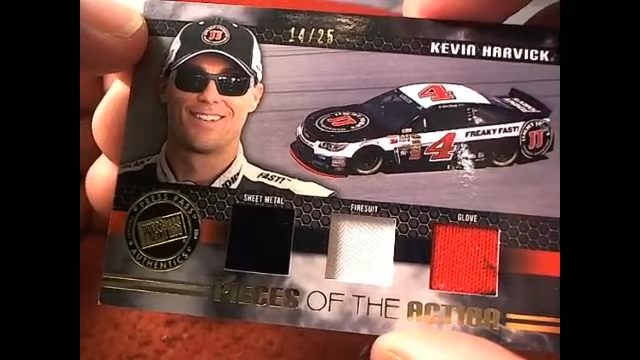 14/25
KEVIN HARVICK
4
4
FREAKY FAST!
FAST!
SHEET METAL
FIRESUIT
GLOVE
PRESS PASS
AUTHENTICS
PIECES OF THE ACTION